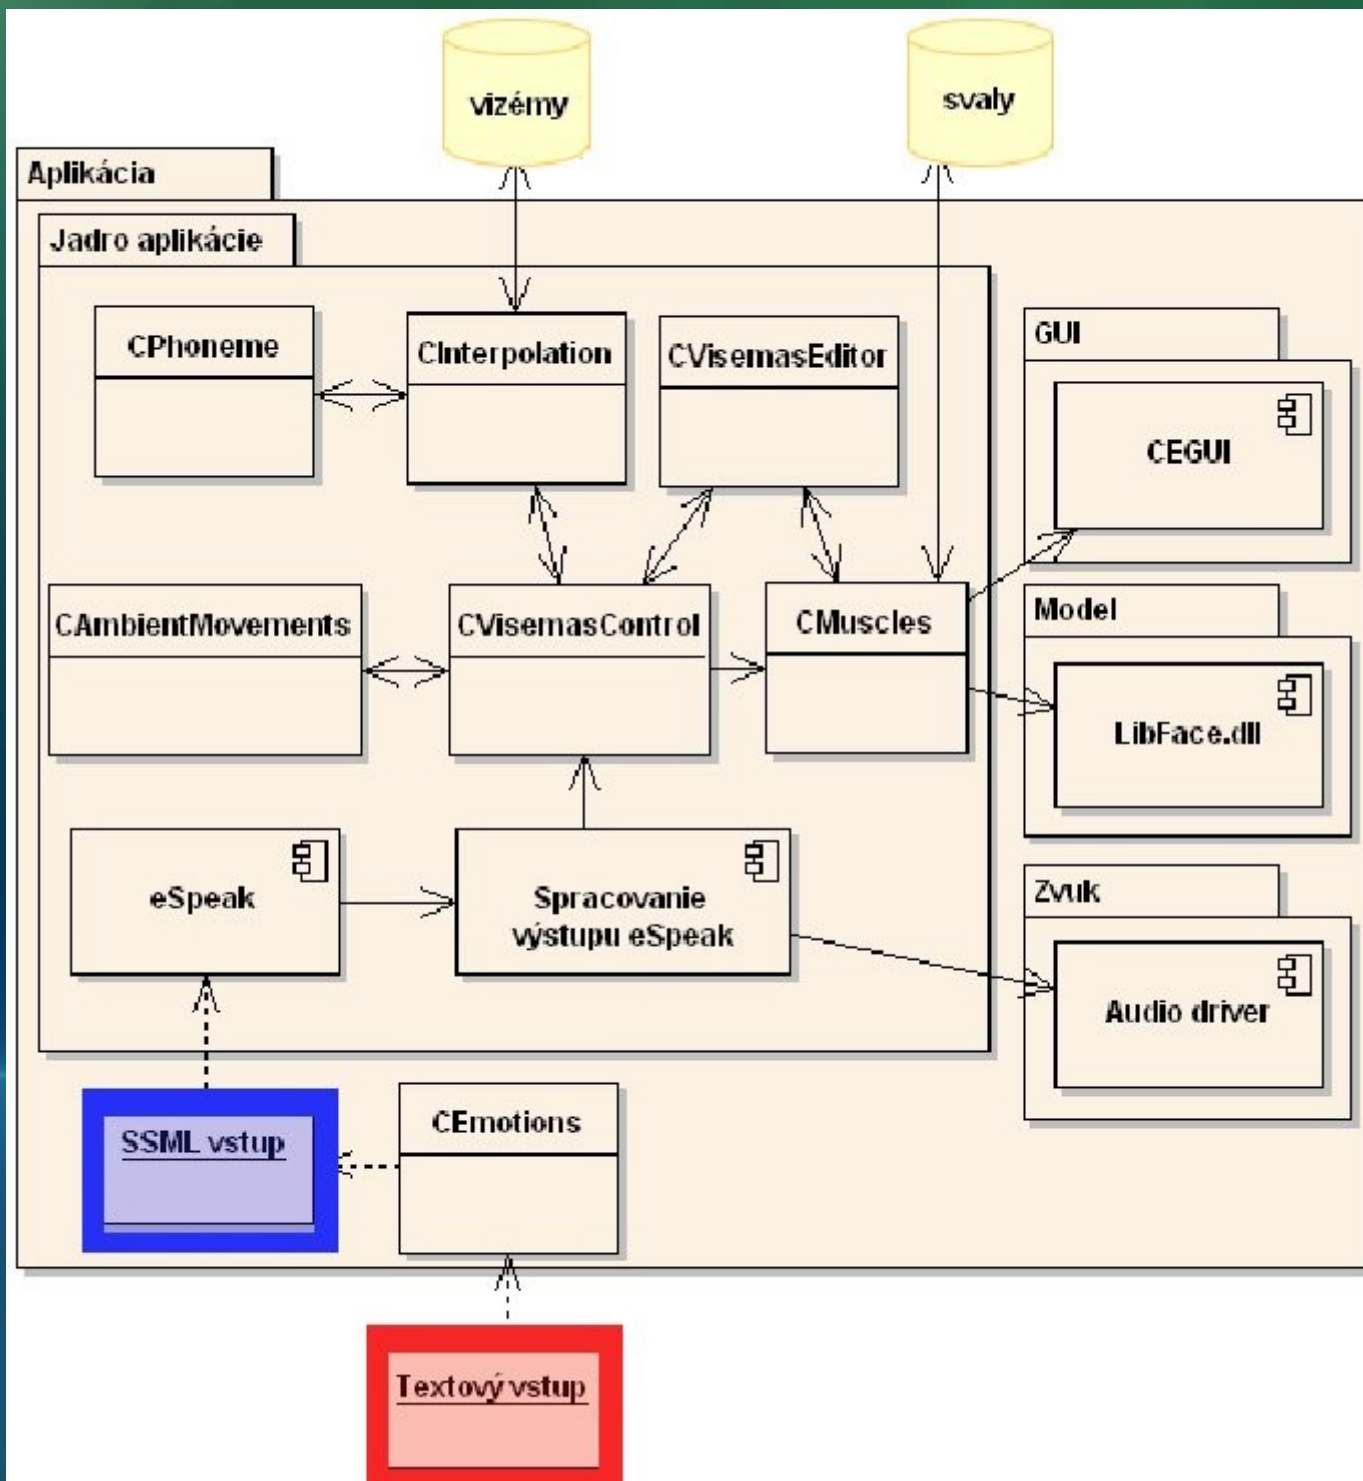 vizémy
svaly
Aplikácia
Jadro aplikácie
CPhoneme
CInterpolation
CVisemasEditor
GUI
CEGUI
CAmbientMovements
CVisemasControl
CMuscles
Model
LibFace.dll
eSpeak
Spracovanie
výstupu eSpeak
Zvuk
Audio driver
SSML vstup
CEmotions
Textový vstup